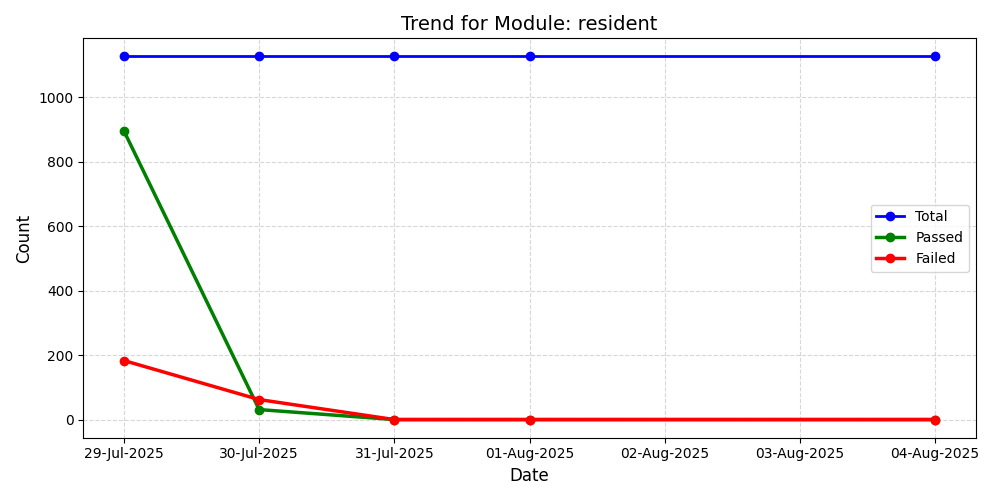 Trend for Module: resident
Count
1000
800
600
400
200
0
Total
Passed
Failed
29-Jul-2025 30-Jul-2025 31-Jul-2025 01-Aug-2025 02-Aug-2025 03-Aug-2025 04-Aug-2025
Date